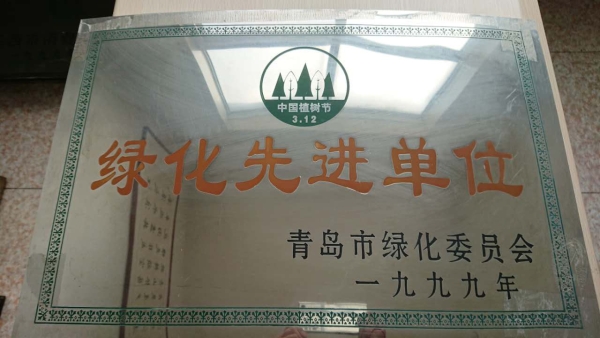 中国植树节
3.12
绿化先进单位
青岛市绿化委员会
一九九九年